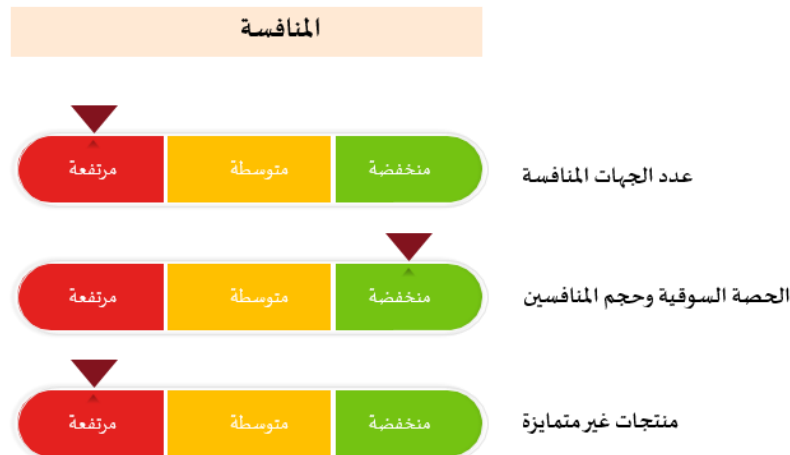 المنافسة
عدد الجهات المنافسة
منخفضة
متوسطة
مرتفعة
الحصة السوقية وحجم المنافسين
منخفضة
متوسطة
مرتفعة
منتجات غير متمايزة
منخفضة
متوسطة
مرتفعة